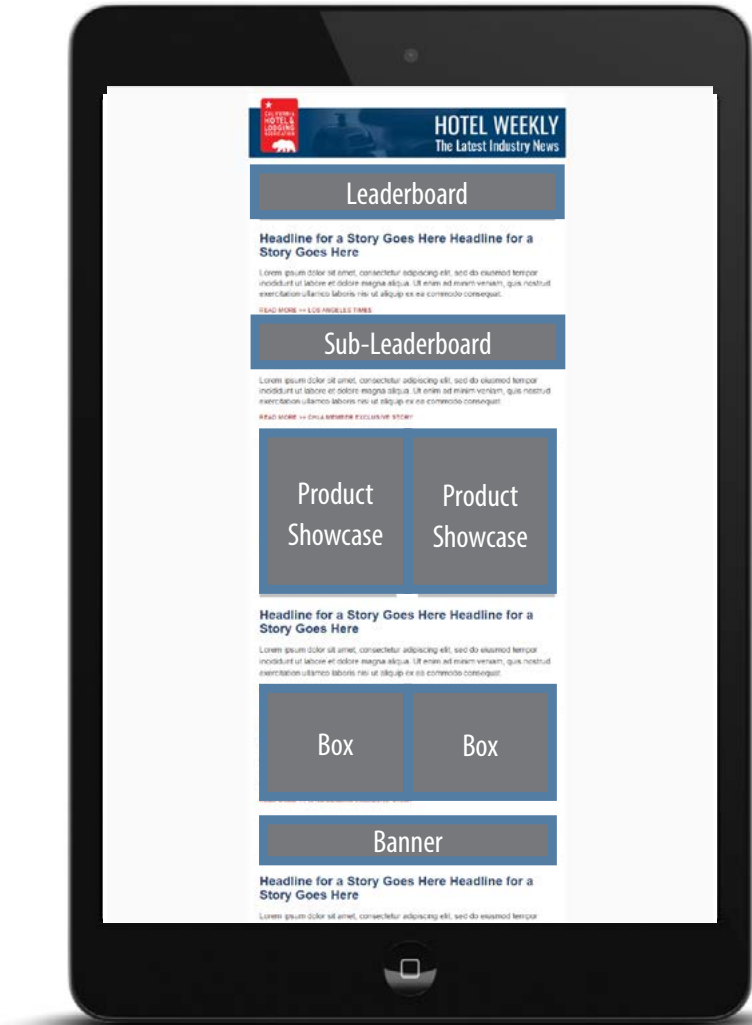 CALIFORNIA
HOTEL &
LODGING
ASSOCIATION
HOTEL WEEKLY
The Latest Industry News
Leaderboard
Headline for a Story Goes Here Headline for a
Story Goes Here
Lorem ipsum dolor sit amet, consectetur adipiscing elit, sed do eiusmod tempor
incididunt ut labore et dolore magna aliqua. Ut enim ad minim veniam, quis nostrud
exercitation ullamco laboris nisi ut aliquip ex ea commodo consequat.
READ MORE >> LOS ANGELES TIMES
Sub-Leaderboard
Lorem ipsum dolor sit amet, consectetur adipiscing elit, sed do eiusmod tempor
incididunt ut labore et dolore magna aliqua. Ut enim ad minim veniam, quis nostrud
exercitation ullamco laboris nisi ut aliquip ex ea commodo consequat.
READ MORE >> CHLA MEMBER EXCLUSIVE STORY
Product
Showcase
Product
Showcase
Headline for a Story Goes Here Headline for a
Story Goes Here
Lorem ipsum dolor sit amet, consectetur adipiscing elit, sed do eiusmod tempor
incididunt ut labore et dolore magna aliqua. Ut enim ad minim veniam, quis nostrud
exercitation ullamco laboris nisi ut aliquip ex ea commodo consequat.
Box
Box
Banner
Headline for a Story Goes Here Headline for a
Story Goes Here
Lorem ipsum dolor sit amet, consectetur adipiscing elit, sed do eiusmod tempor